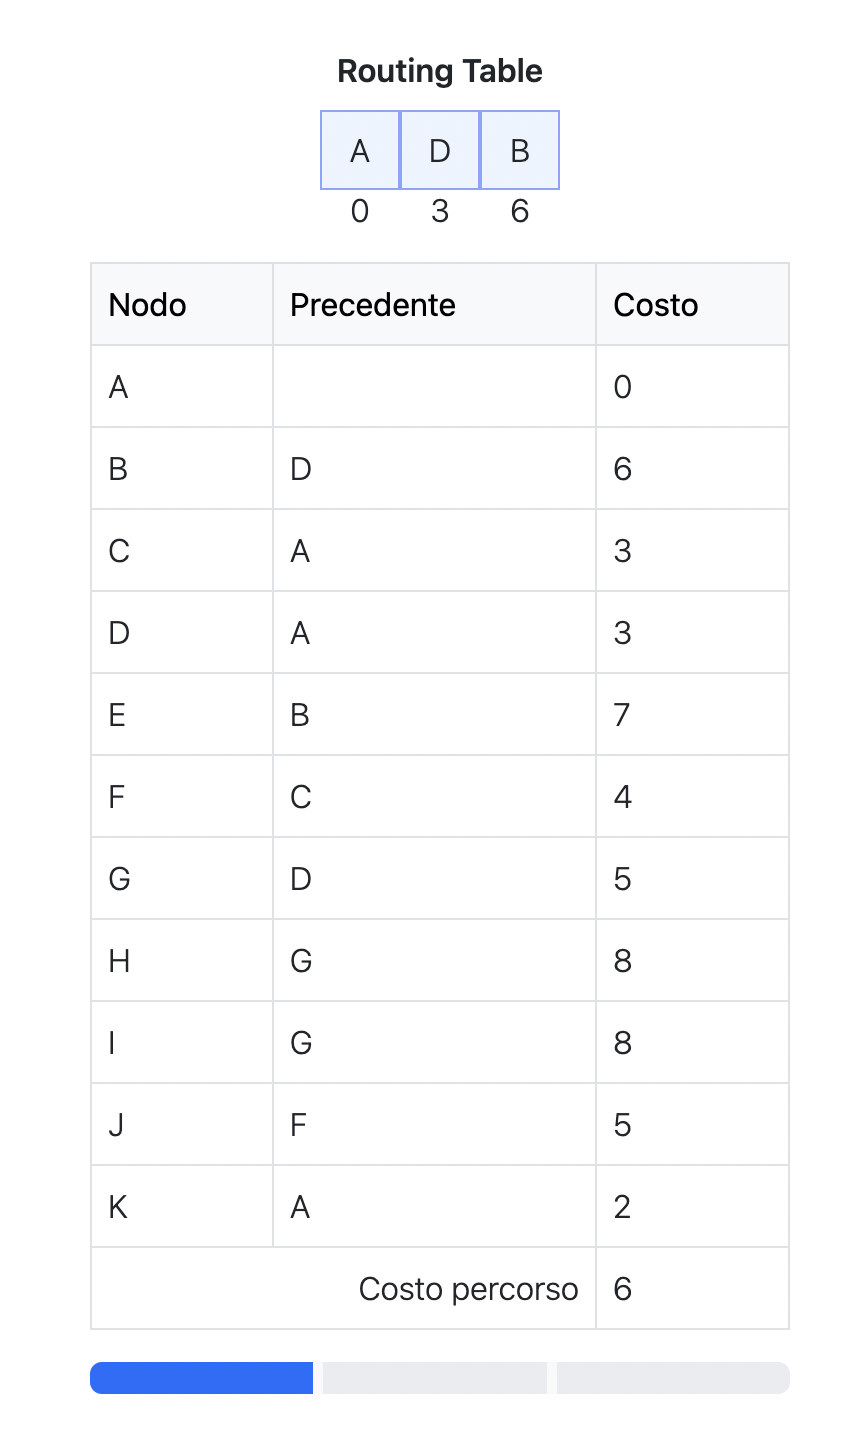 Routing Table
A D B
0 3 6
Nodo Precedente Costo
A 0
B D 6
C A 3
D A 3
E B 7
F C 4
G D 5
H G 8
I G 8
J F 5
K A 2
Costo percorso 6